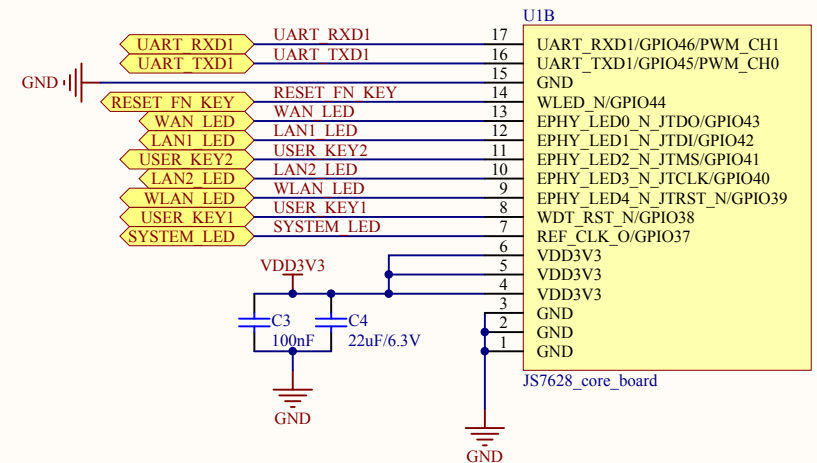 U1B
UART_RXD1 UART_RXD1 17 UART_RXD1/GPIO46/PWM_CH1
UART_TXD1 UART_TXD1 16 UART_TXD1/GPIO45/PWM_CH0
GND 15 GND
RESET_FN_KEY RESET_FN_KEY 14 WLED_N/GPIO44
WAN_LED WAN_LED 13 EPHY_LED0_N_JTDO/GPIO43
LAN1_LED LAN1_LED 12 EPHY_LED1_N_JTDI/GPIO42
USER_KEY2 USER_KEY2 11 EPHY_LED2_N_JTMS/GPIO41
LAN2_LED LAN2_LED 10 EPHY_LED3_N_JTCLK/GPIO40
WLAN_LED WLAN_LED 9 EPHY_LED4_N_JTRST_N/GPIO39
USER_KEY1 USER_KEY1 8 WDT_RST_N/GPIO38
SYSTEM_LED SYSTEM_LED 7 REF_CLK_O/GPIO37
6 VDD3V3
VDD3V3 5 VDD3V3
4 VDD3V3
3 GND
C3 C4 2 GND
100nF 22uF/6.3V 1 GND
JS7628_core_board
GND
GND